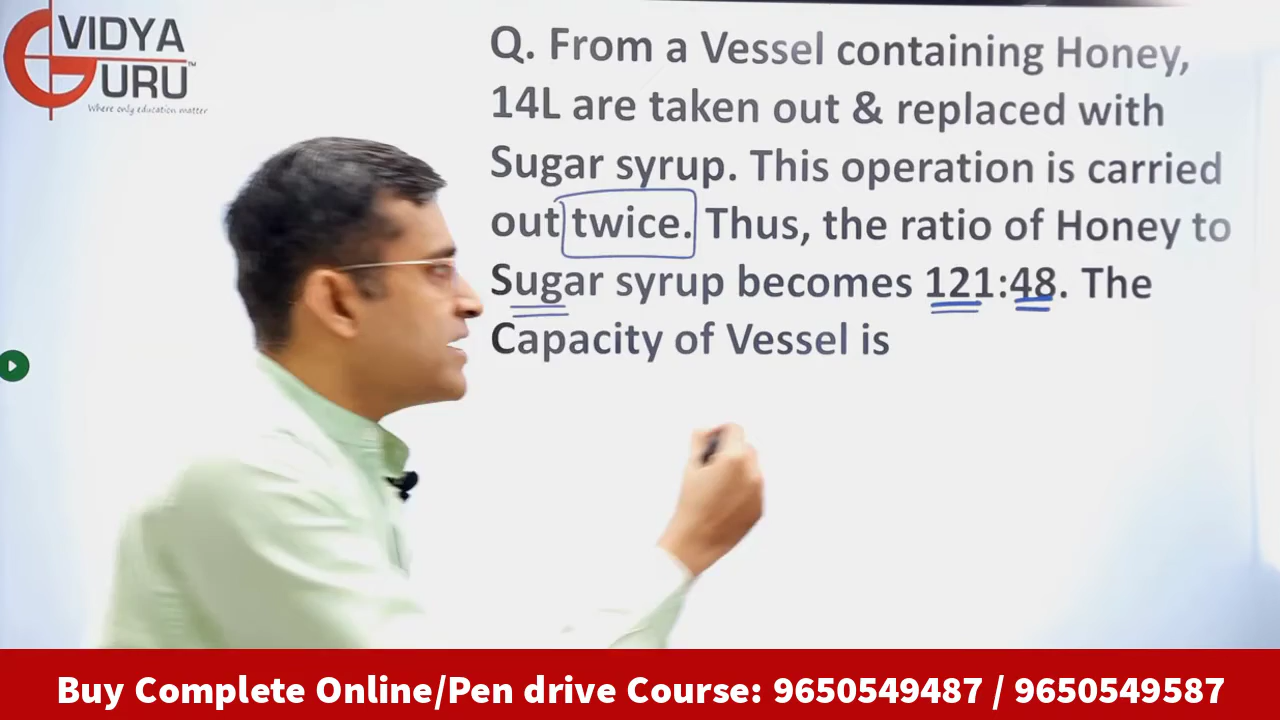 VIDYA
GURU
TM
Where only education matter
Q. From a Vessel containing Honey,
14L are taken out & replaced with
Sugar syrup. This operation is carried
out twice. Thus, the ratio of Honey to
Sugar syrup becomes 121:48. The
Capacity of Vessel is
Buy Complete Online/Pen drive Course: 9650549487 / 9650549587